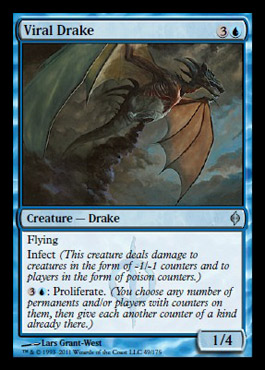 Viral Drake 3
Creature — Drake
Flying
Infect (This creature deals damage to
creatures in the form of -1/-1 counters and to
players in the form of poison counters.)
3 : Proliferate. (You choose any number of
permanents and/or players with counters on
them, then give each another counter of a kind
already there.)
Lars Grant-West
™ & © 1993–2011 Wizards of the Coast LLC 49/175
1/4